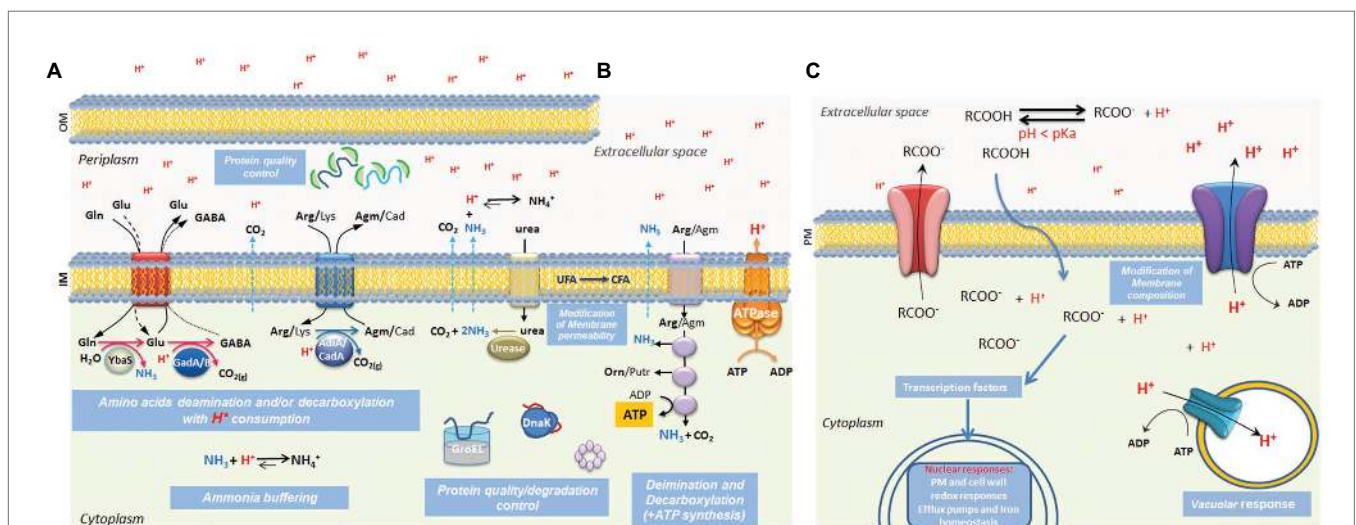 A
B
C
H⁺ H⁺ H⁺ H⁺ H⁺ H⁺ H⁺ H⁺ H⁺ H⁺ H⁺
OM
Periplasm
Protein quality
control
H⁺ H⁺ H⁺ H⁺ H⁺ H⁺ H⁺ H⁺
Gln
Glu
Glu
GABA
CO₂
Arg/Lys
Agm/Cad
CO₂
H⁺
+
NH₃
NH₄⁺
urea
IM
Gln
Glu
GABA
H₂O
YbaS
NH₃
H⁺
GadA/B
CO₂(g)
Arg/Lys
Agm/Cad
H⁺
AdiA/
CadA
CO₂(g)
CO₂ + 2NH₃
urea
Urease
UFA
CFA
Modification
of Membrane
permeability
Amino acids deamination and/or decarboxylation
with H⁺ consumption
NH₃ + H⁺
NH₄⁺
Ammonia buffering
GroEL
DnaK
Protein quality/degradation
control
Cytoplasm
Extracellular space
H⁺ H⁺ H⁺ H⁺ H⁺ H⁺
NH₃
Arg/Agm
H⁺
ATPase
ATP
ADP
Arg/Agm
NH₃
Orn/Putr
ADP
ATP
NH₃ + CO₂
Deimination and
Decarboxylation
(+ATP synthesis)
Extracellular space
RCOOH
RCOO⁻ + H⁺
pH < pKa
RCOO⁻
RCOOH
H⁺
H⁺
H⁺ H⁺ H⁺ H⁺
H⁺ H⁺ H⁺
PM
RCOO⁻
RCOO⁻ + H⁺
Modification of
Membrane
composition
H⁺
ATP
ADP
RCOO⁻ + H⁺
RCOO⁻
+ H⁺
Transcription factors
Cytoplasm
H⁺
H⁺
ADP
ATP
Nuclear responses:
PM and cell wall
redox responses
Efflux pumps and Iron
homeostasis
Vacuolar response